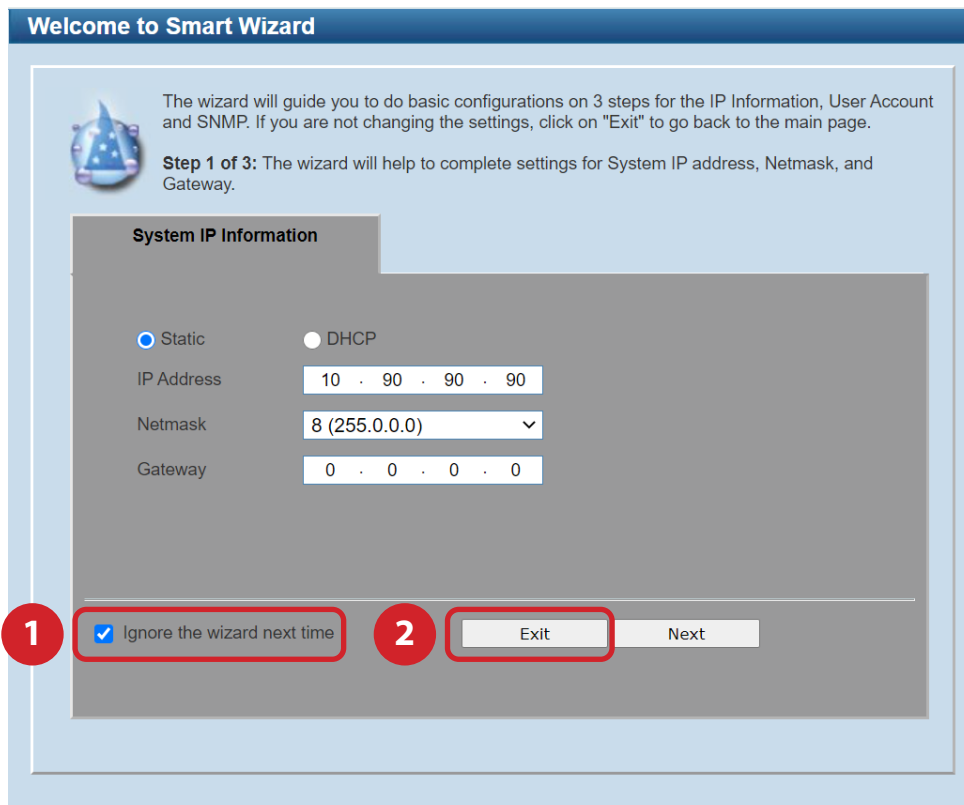 Welcome to Smart Wizard
The wizard will guide you to do basic configurations on 3 steps for the IP Information, User Account
and SNMP. If you are not changing the settings, click on "Exit" to go back to the main page.
Step 1 of 3: The wizard will help to complete settings for System IP address, Netmask, and
Gateway.
System IP Information
Static DHCP
IP Address 10 . 90 . 90 . 90
Netmask 8 (255.0.0.0)
Gateway 0 . 0 . 0 . 0
1 Ignore the wizard next time 2 Exit Next